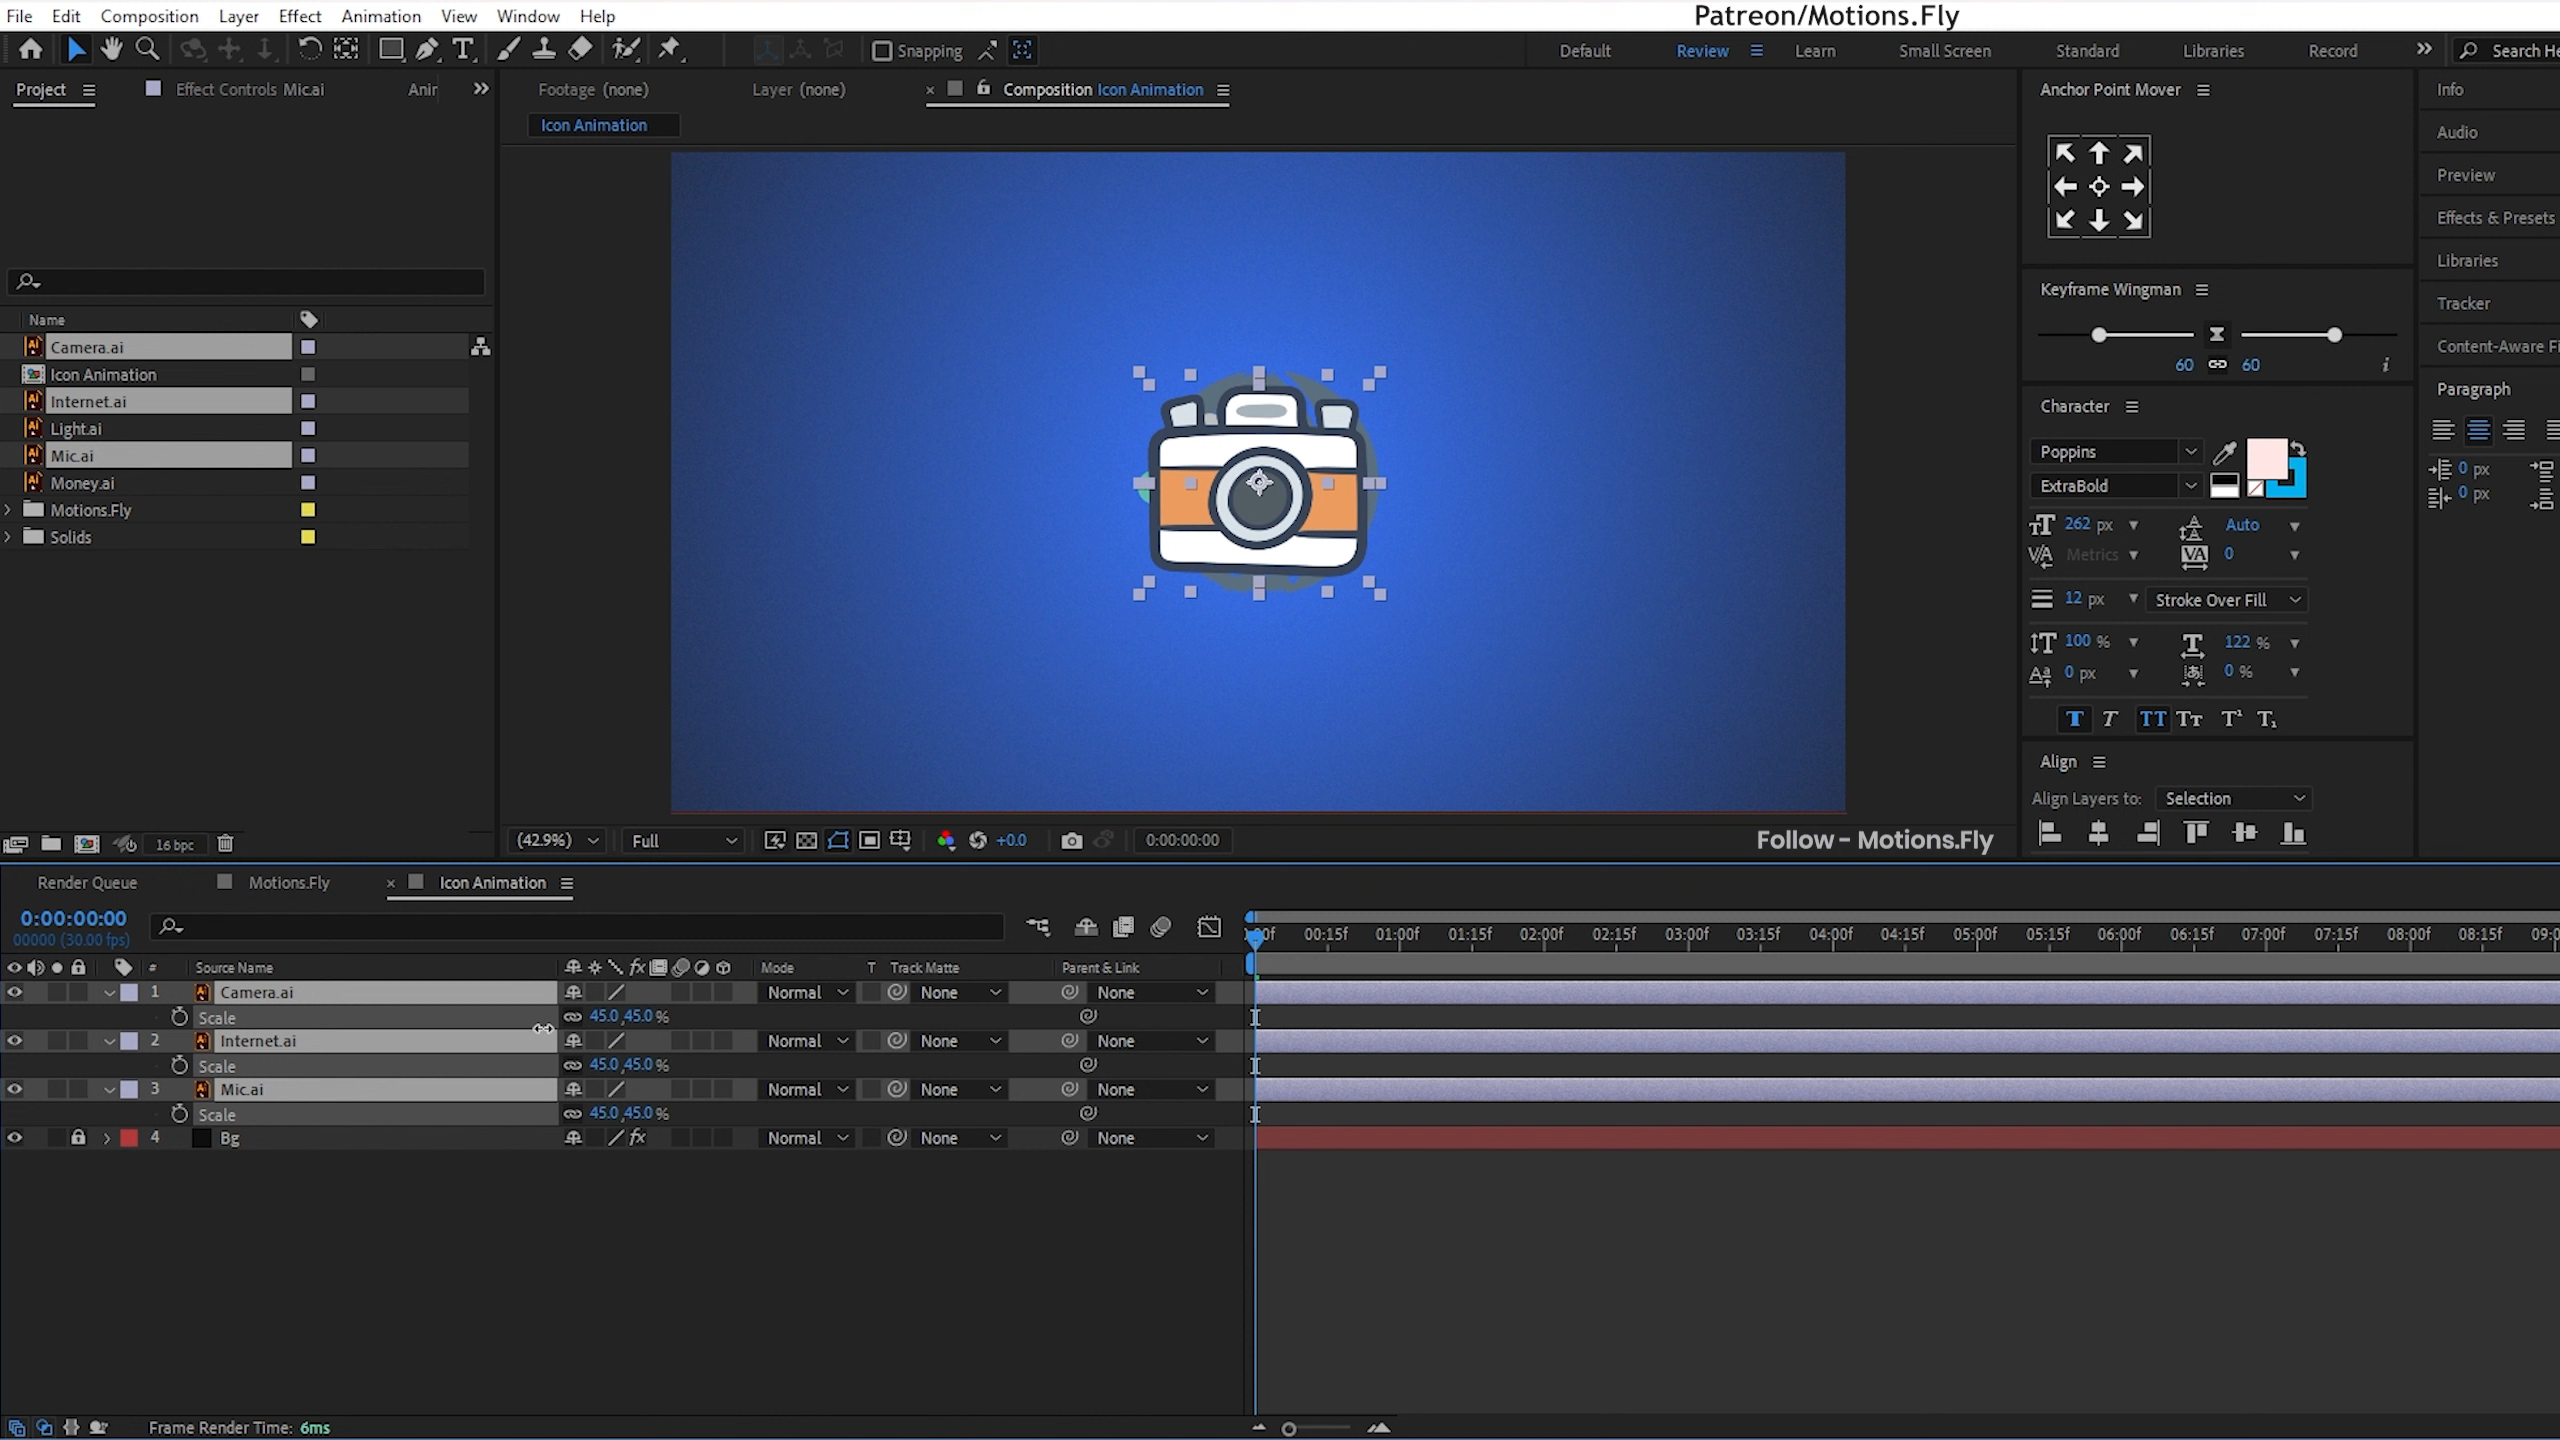 File Edit Composition Layer Effect Animation View Window Help
Patreon/Motions.Fly
Snapping
Default Review Learn Small Screen Standard Libraries Record
Search He
Project
Effect Controls Mic.ai
Anir
Footage (none)
Layer (none)
Composition Icon Animation
Icon Animation
Name
Camera.ai
Icon Animation
Internet.ai
Light.ai
Mic.ai
Money.ai
Motions.Fly
Solids
16 bpc
(42.9%)
Full
+0.0
0:00:00:00
Follow - Motions.Fly
Anchor Point Mover
Keyframe Wingman
60 60
Character
Poppins
ExtraBold
262 px
Auto
Metrics
0
12 px
Stroke Over Fill
100 %
122 %
0 px
0 %
T T TT Tт T¹ T₁
Align
Align Layers to: Selection
Info
Audio
Preview
Effects & Presets
Libraries
Tracker
Content-Aware Fi
Paragraph
0 px
0 px
Render Queue
Motions.Fly
Icon Animation
0:00:00:00
00000 (30.00 fps)
# Source Name Mode T Track Matte Parent & Link
1 Camera.ai Normal None None
Scale 45.0,45.0 %
2 Internet.ai Normal None None
Scale 45.0,45.0 %
3 Mic.ai Normal None None
Scale 45.0,45.0 %
4 Bg Normal None None
:00f 00:15f 01:00f 01:15f 02:00f 02:15f 03:00f 03:15f 04:00f 04:15f 05:00f 05:15f 06:00f 06:15f 07:00f 07:15f 08:00f 08:15f 09:0
Frame Render Time: 6ms